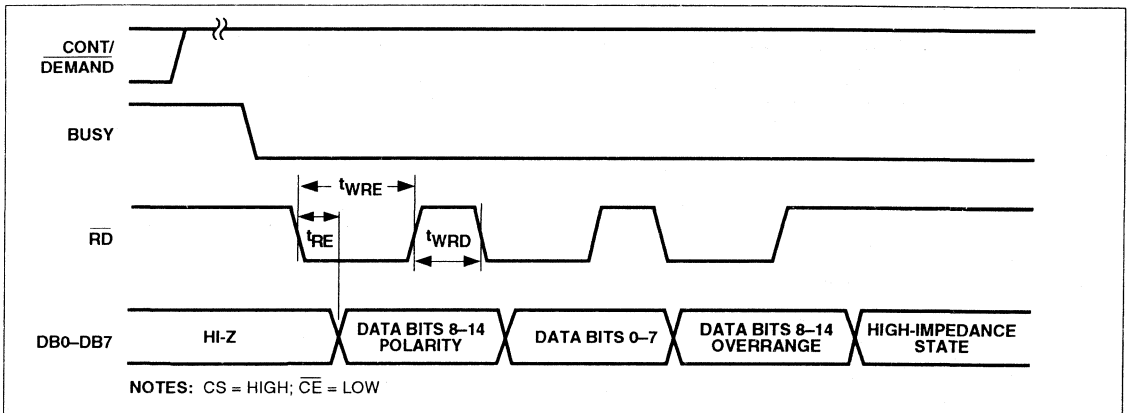 CONT/
DEMAND
BUSY
tWRE
tRE
tWRD
RD
DB0–DB7
HI-Z
DATA BITS 8–14
POLARITY
DATA BITS 0–7
DATA BITS 8–14
OVERRANGE
HIGH-IMPEDANCE
STATE
NOTES: CS = HIGH; CE = LOW